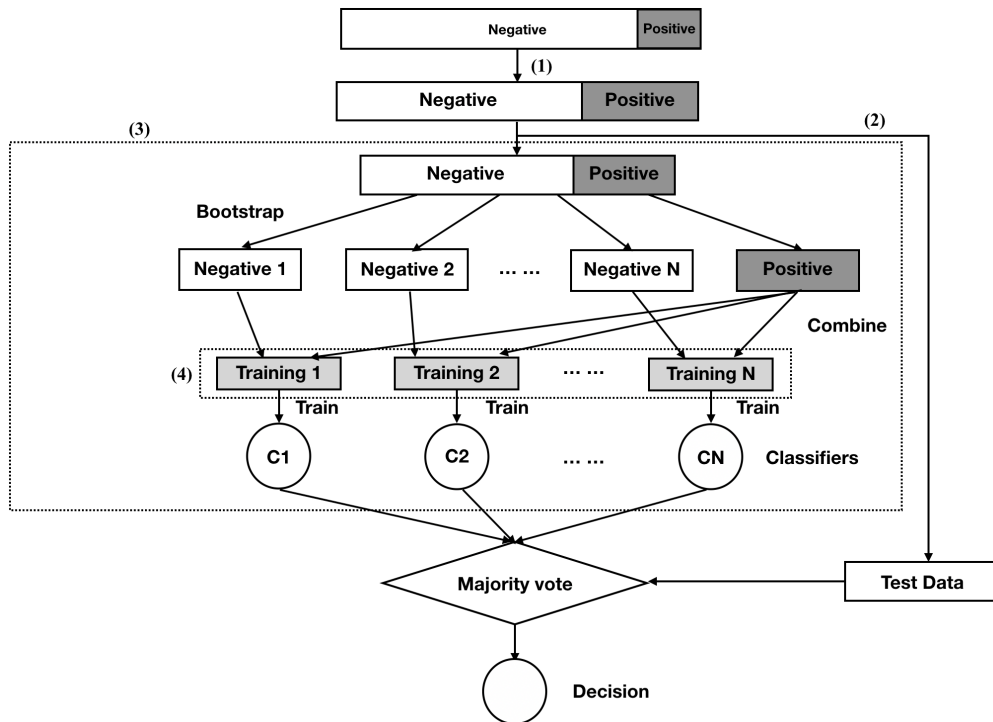 Negative
Positive
(1)
Negative
Positive
(2)
(3)
Negative
Positive
Bootstrap
Negative 1
Negative 2
... ...
Negative N
Positive
Combine
(4)
Training 1
Training 2
... ...
Training N
Train
Train
Train
C1
C2
... ...
CN
Classifiers
Majority vote
Test Data
Decision